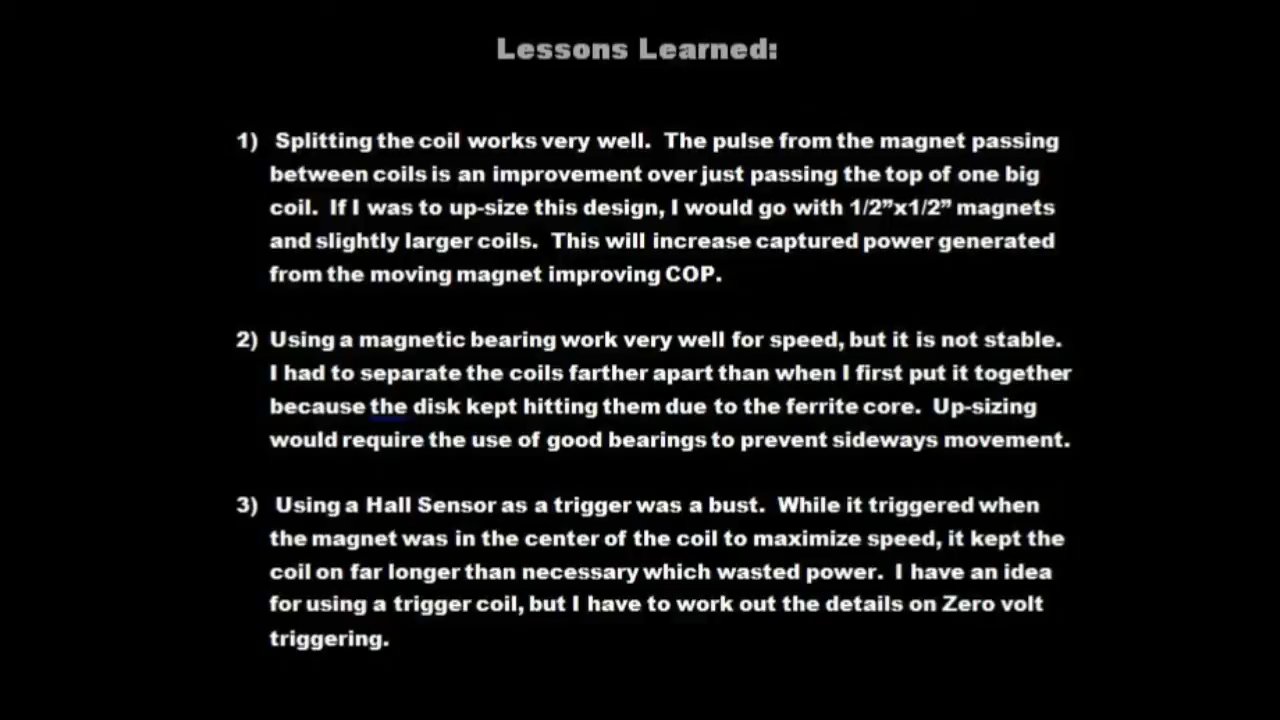 Lessons Learned:
1) Splitting the coil works very well. The pulse from the magnet passing
between coils is an improvement over just passing the top of one big
coil. If I was to up-size this design, I would go with 1/2”x1/2” magnets
and slightly larger coils. This will increase captured power generated
from the moving magnet improving COP.
2) Using a magnetic bearing work very well for speed, but it is not stable.
I had to separate the coils farther apart than when I first put it together
because the disk kept hitting them due to the ferrite core. Up-sizing
would require the use of good bearings to prevent sideways movement.
3) Using a Hall Sensor as a trigger was a bust. While it triggered when
the magnet was in the center of the coil to maximize speed, it kept the
coil on far longer than necessary which wasted power. I have an idea
for using a trigger coil, but I have to work out the details on Zero volt
triggering.